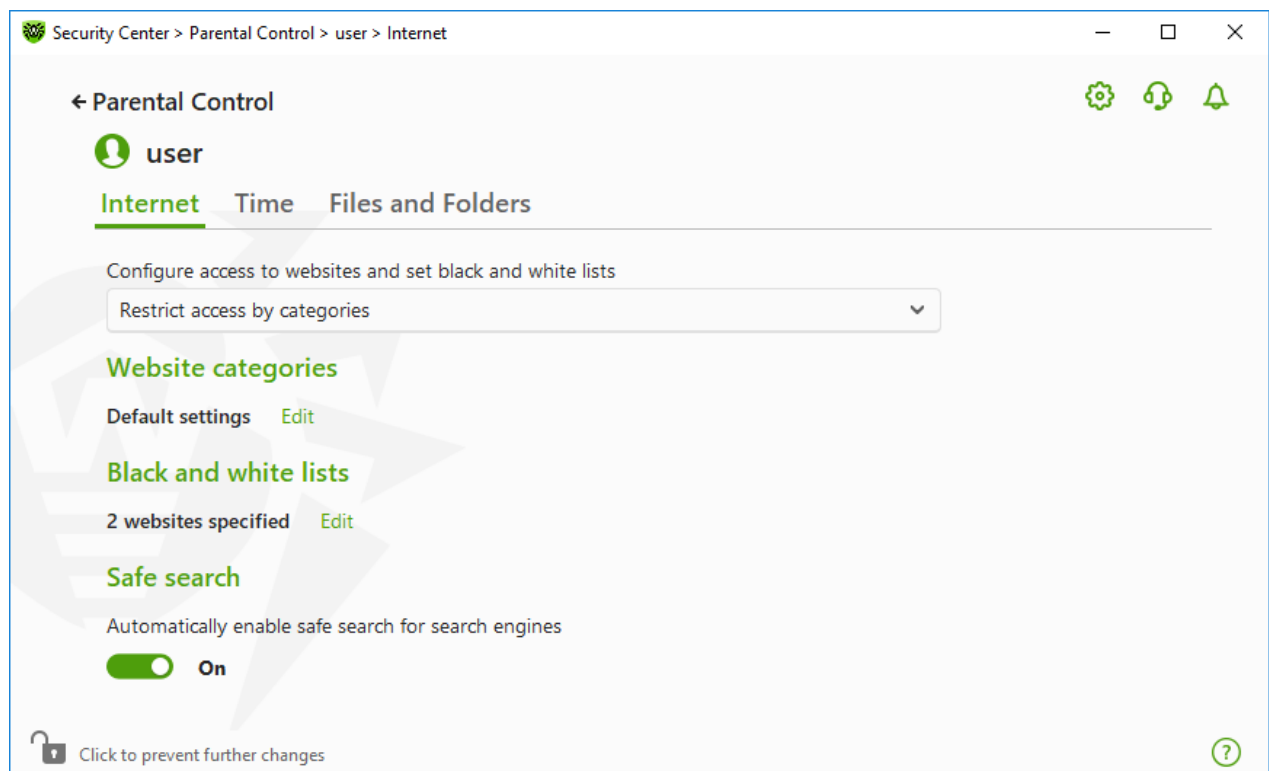 Security Center > Parental Control > user > Internet
Parental Control
user
Internet Time Files and Folders
Configure access to websites and set black and white lists
Restrict access by categories
Website categories
Default settings Edit
Black and white lists
2 websites specified Edit
Safe search
Automatically enable safe search for search engines
On
Click to prevent further changes ?